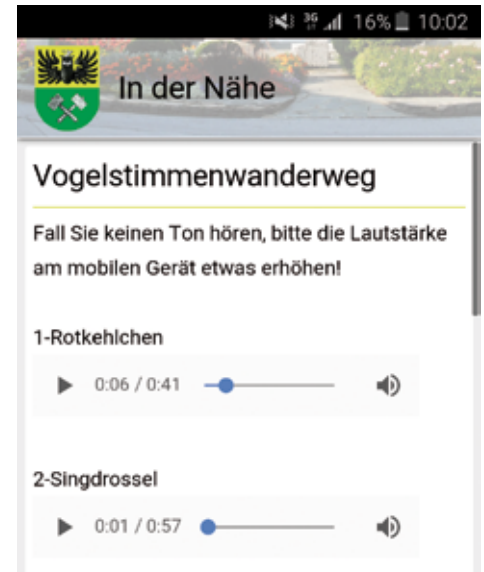 3G 16% 10:02
In der Nähe
Vogelstimmenwanderweg
Fall Sie keinen Ton hören, bitte die Lautstärke
am mobilen Gerät etwas erhöhen!
1-Rotkehlchen
0:06 / 0:41
2-Singdrossel
0:01 / 0:57